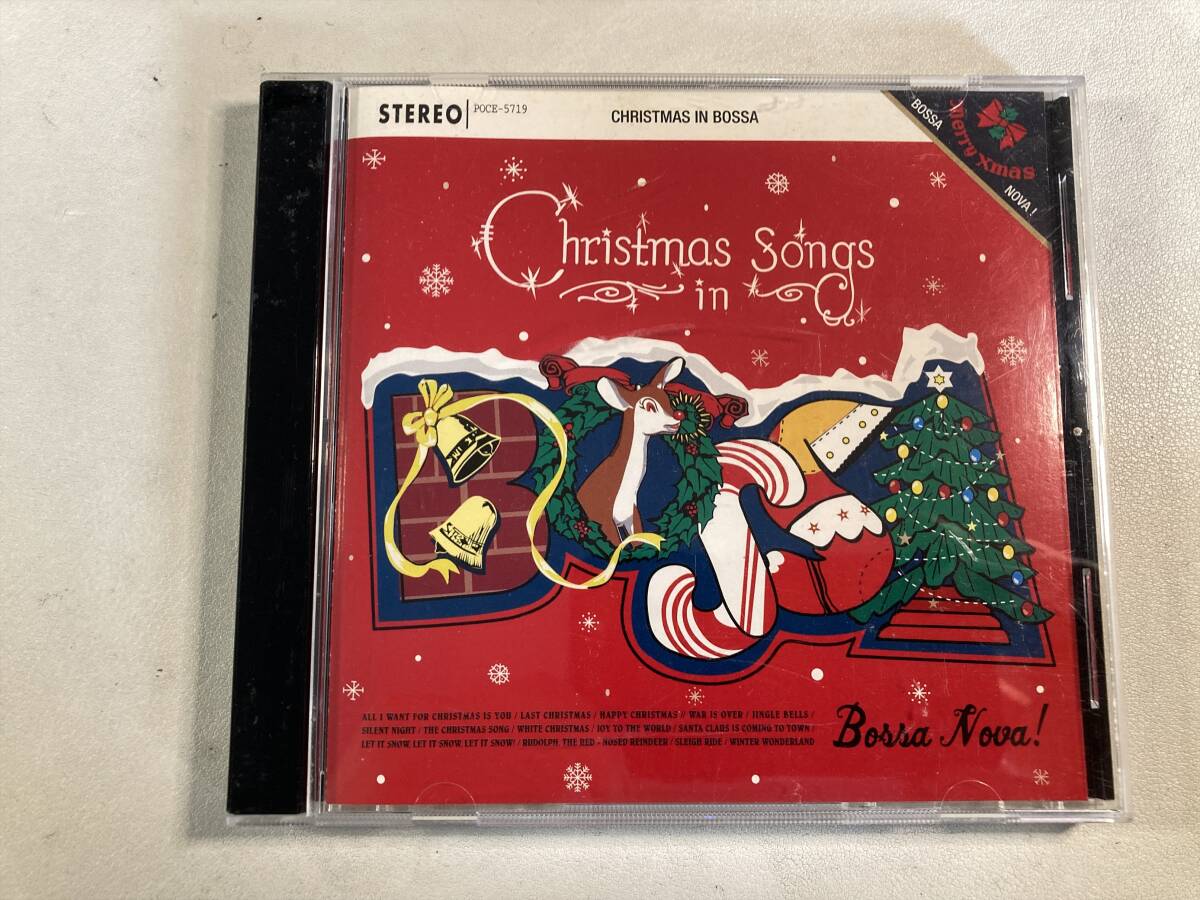 STEREO
POCE-5719
CHRISTMAS IN BOSSA
BOSSA
Merry Xmas
NOVA!
Christmas Songs
in
BOSSA
ALL I WANT FOR CHRISTMAS IS YOU / LAST CHRISTMAS / HAPPY CHRISTMAS // WAR IS OVER / JINGLE BELLS /
SILENT NIGHT / THE CHRISTMAS SONG / WHITE CHRISTMAS / JOY TO THE WORLD / SANTA CLAUS IS COMING TO TOWN /
LET IT SNOW, LET IT SNOW, LET IT SNOW! / RUDOLPH, THE RED - NOSED REINDEER / SLEIGH RIDE / WINTER WONDERLAND
Bossa Nova!